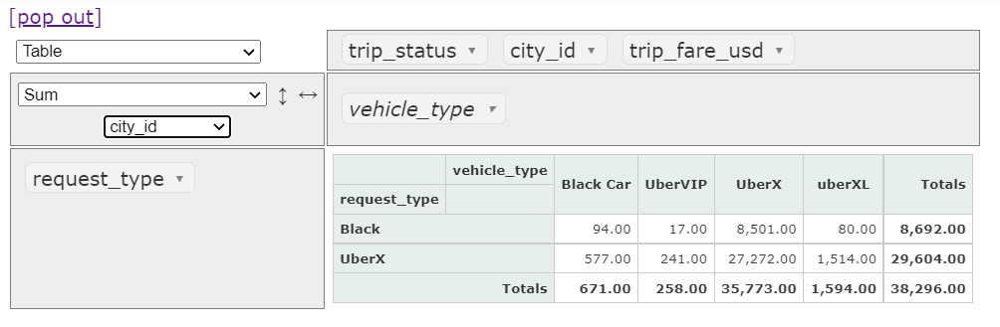 [pop out]
Table
trip_status ▾ city_id ▾ trip_fare_usd ▾
Sum ↕ ↔
city_id
vehicle_type ▾
request_type ▾
vehicle_type Black Car UberVIP UberX uberXL Totals
request_type
Black 94.00 17.00 8,501.00 80.00 8,692.00
UberX 577.00 241.00 27,272.00 1,514.00 29,604.00
Totals 671.00 258.00 35,773.00 1,594.00 38,296.00